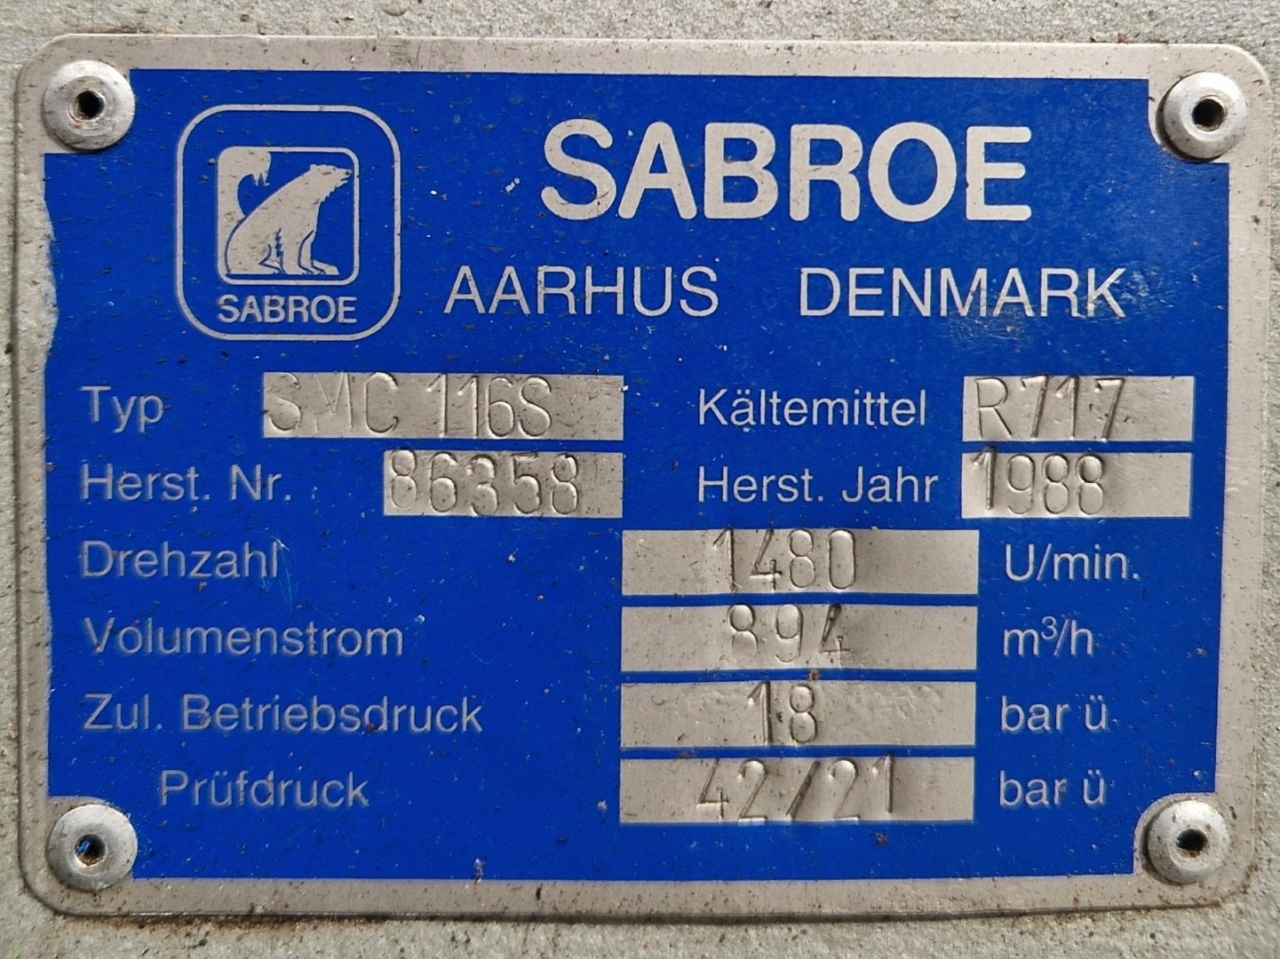 SABROE
SABROE
AARHUS DENMARK
Typ SMC 116S Kältemittel R717
Herst. Nr. 86358 Herst. Jahr 1988
Drehzahl 1480 U/min.
Volumenstrom 894 m³/h
Zul. Betriebsdruck 18 bar ü
Prüfdruck 42/21 bar ü